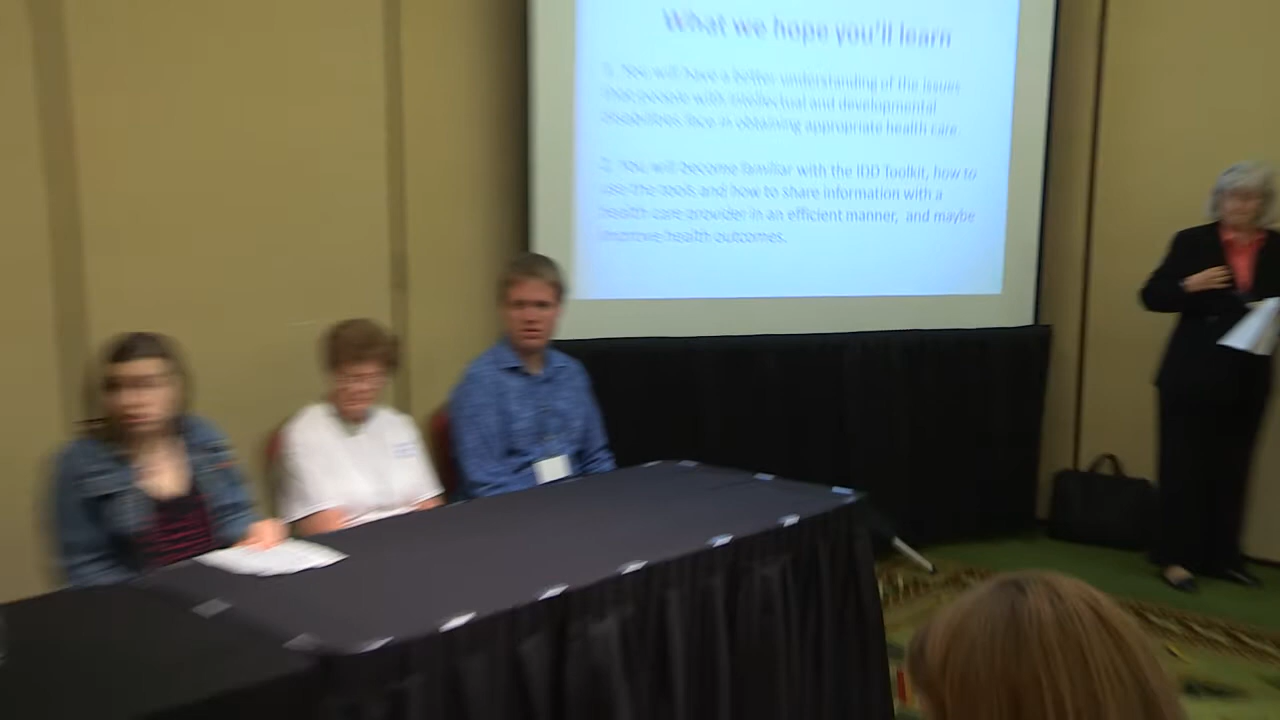 What we hope you'll learn
1. You will have a better understanding of the issues
that people with intellectual and developmental
disabilities face in obtaining appropriate health care.
2. You will become familiar with the IDD Toolkit, how to
use the tools and how to share information with a
health care provider in an efficient manner, and maybe
improve health outcomes.